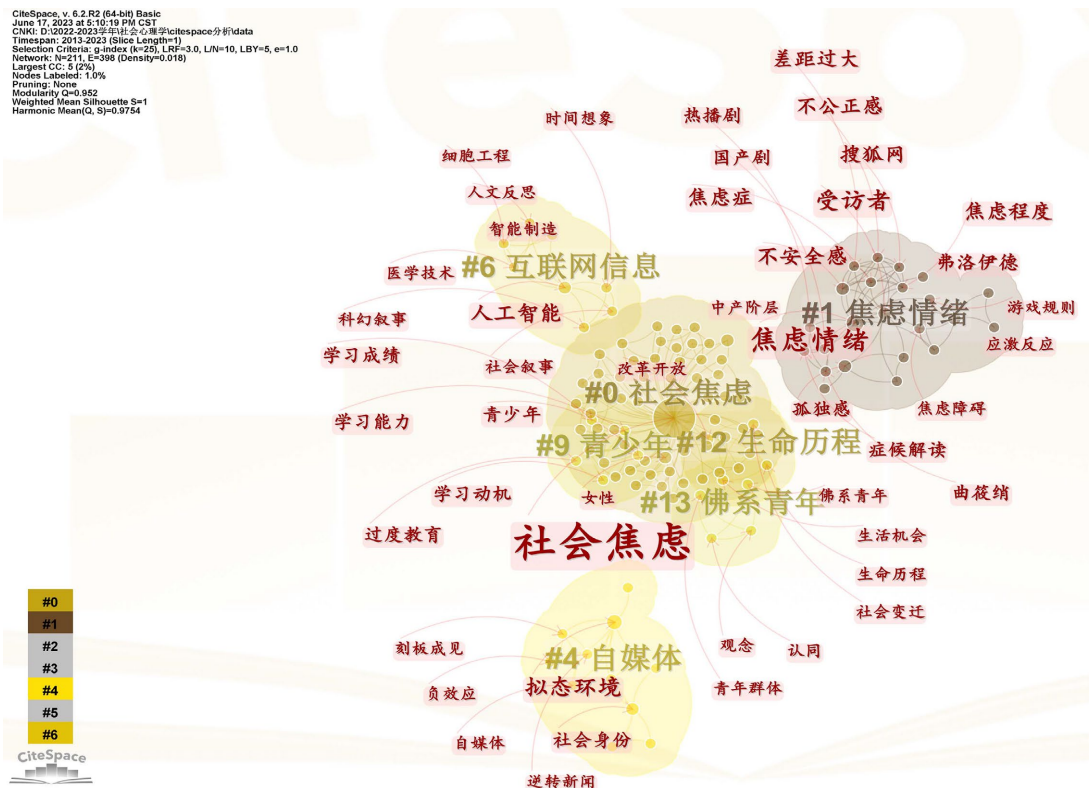 CiteSpace, v. 6.2.R2 (64-bit) Basic
June 17, 2023 at 5:10:19 PM CST
CNKI: D:\2022-2023学年\社会心理学\citespace分析\data
Timespan: 2013-2023 (Slice Length=1)
Selection Criteria: g-index (k=25), LRF=3.0, L/N=10, LBY=5, e=1.0
Network: N=211, E=398 (Density=0.018)
Largest CC: 5 (2%)
Nodes Labeled: 1.0%
Pruning: None
Modularity Q=0.952
Weighted Mean Silhouette S=1
Harmonic Mean(Q, S)=0.9754
差距过大
不公正感
热播剧
时间想象
国产剧
搜狐网
细胞工程
焦虑症
受访者
人文反思
焦虑程度
智能制造
不安全感
弗洛伊德
#6 互联网信息
医学技术
中产阶层
游戏规则
人工智能
#1 焦虑情绪
科幻叙事
焦虑情绪
应激反应
学习成绩
社会叙事
改革开放
#0 社会焦虑
孤独感
焦虑障碍
青少年
学习能力
#9 青少年
#12 生命历程
症候解读
学习动机
女性
#13 佛系青年
佛系青年
曲筱绡
过度教育
社会焦虑
生活机会
生命历程
社会变迁
刻板成见
观念
认同
#4 自媒体
拟态环境
青年群体
负效应
自媒体
社会身份
逆转新闻
#0
#1
#2
#3
#4
#5
#6
CiteSpace